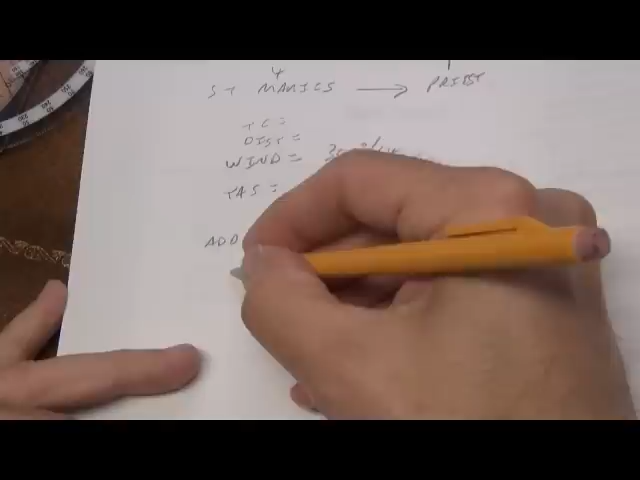 ST MARIES → PRIEST
TC =
DIST =
WIND =
TAS =
ADD